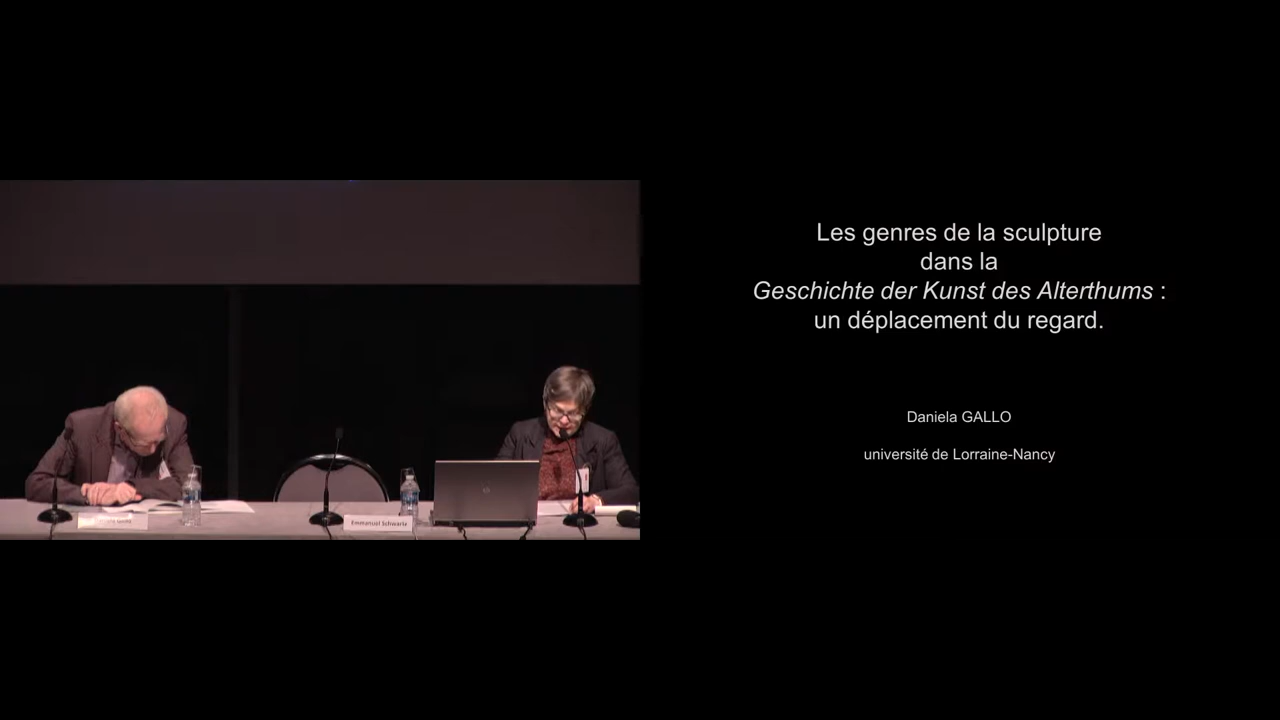 Les genres de la sculpture
dans la
Geschichte der Kunst des Alterthums :
un déplacement du regard.
Daniela GALLO
université de Lorraine-Nancy
Emmanuel Schwartz